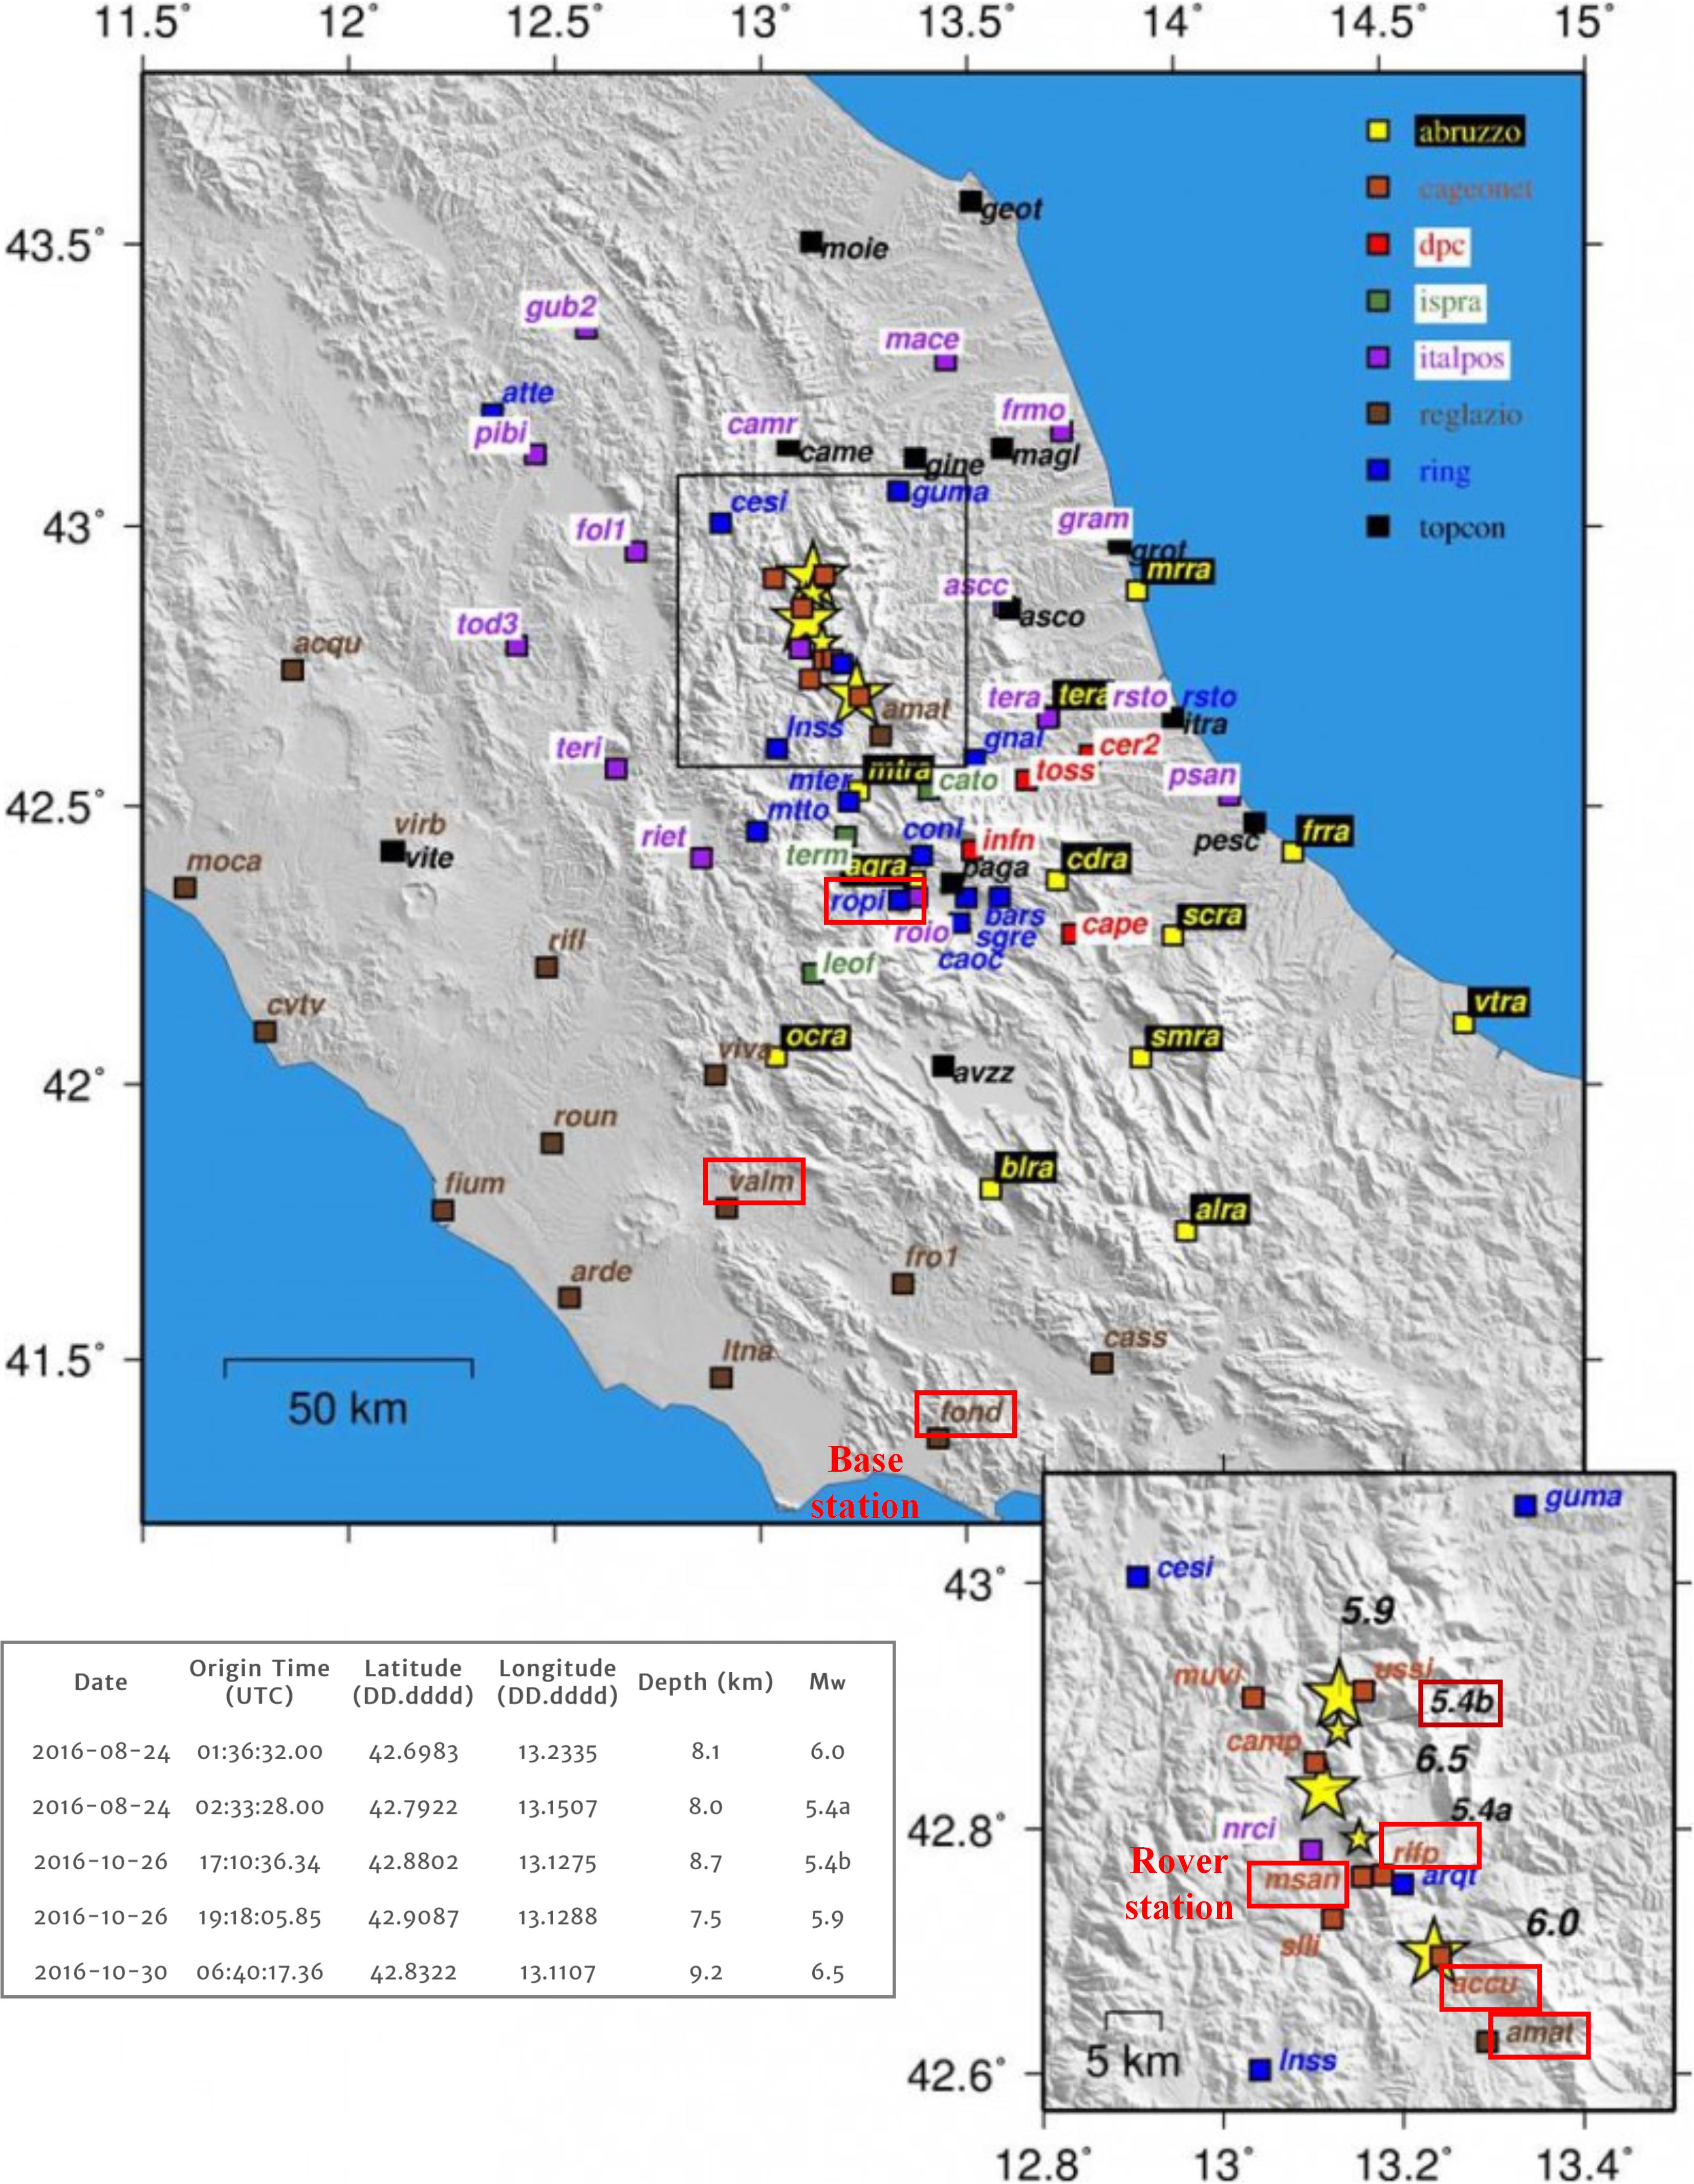 11.5° 12° 12.5° 13° 13.5° 14° 14.5° 15°
43.5°
43°
42.5°
42°
41.5°
abruzzo
cageonet
dpc
ispra
italpos
reglazio
ring
topcon
geot
moie
gub2
mace
atte
pibi
camr
came
frmo
magl
gine
guma
cesi
fol1
gram
grot
mrra
ascc
asco
tod3
acqu
amat
tera tera rsto rsto
itra
lnss
gnal
cer2
teri
mter
mtra
cato
toss
psan
mtto
virb
vite
riet
coni
infn
pesc
frra
moca
term
aqra
paga
cdra
ropi
bars
scra
roio
sgre
cape
caoc
rifl
leof
cvtv
vtra
viva
ocra
smra
avzz
roun
valm
blra
fium
alra
fro1
arde
cass
ltna
fond
50 km
Base
station
guma
cesi
5.9
muvi
ussi
5.4b
camp
6.5
5.4a
nrci
rifp
Rover
station
msan
arqt
slli
6.0
accu
amat
5 km
lnss
43°
42.8°
42.6°
12.8° 13° 13.2° 13.4°
Date Origin Time (UTC) Latitude (DD.dddd) Longitude (DD.dddd) Depth (km) Mw
2016-08-24 01:36:32.00 42.6983 13.2335 8.1 6.0
2016-08-24 02:33:28.00 42.7922 13.1507 8.0 5.4a
2016-10-26 17:10:36.34 42.8802 13.1275 8.7 5.4b
2016-10-26 19:18:05.85 42.9087 13.1288 7.5 5.9
2016-10-30 06:40:17.36 42.8322 13.1107 9.2 6.5